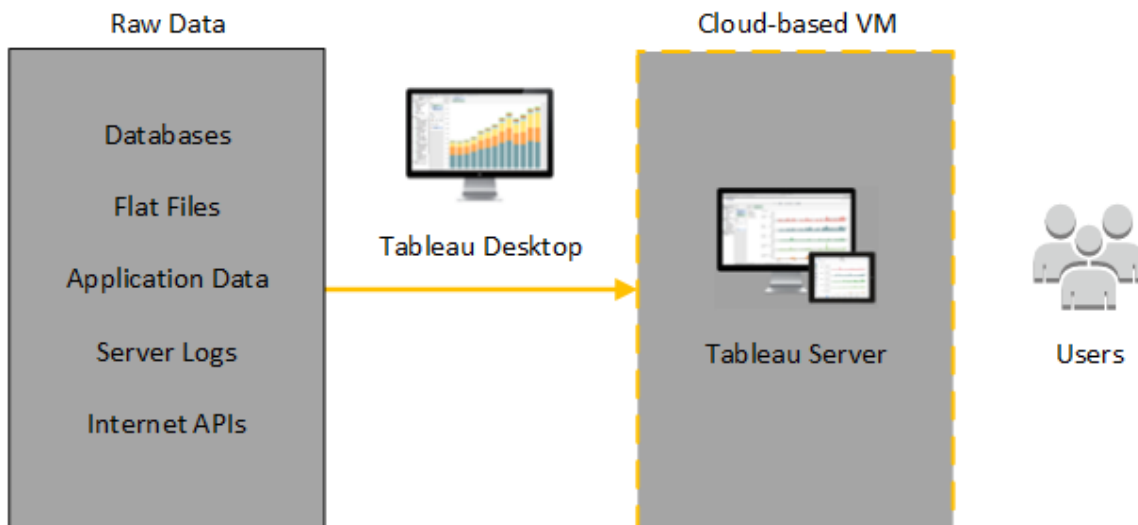 Raw Data
Databases
Flat Files
Application Data
Server Logs
Internet APIs
Tableau Desktop
Cloud-based VM
Tableau Server
Users